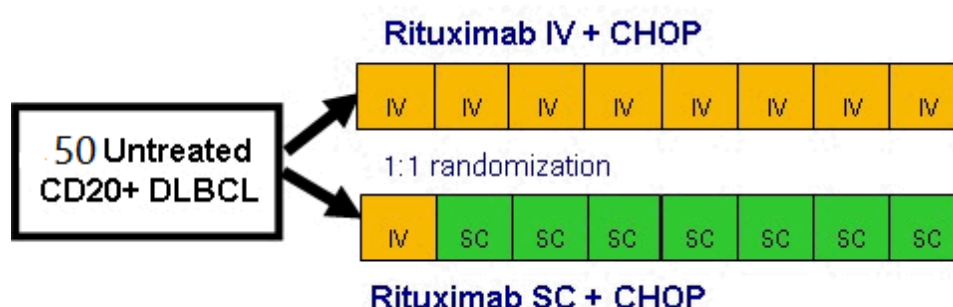 Rituximab IV + CHOP
IV IV IV IV IV IV IV IV
50 Untreated
CD20+ DLBCL
1:1 randomization
IV SC SC SC SC SC SC SC
Rituximab SC + CHOP